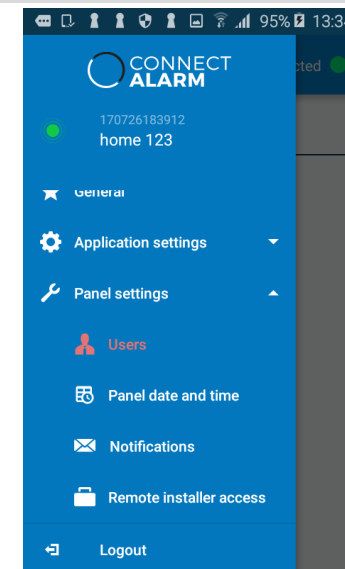 95% 13:34
CONNECT
ALARM
cted
170726183912
home 123
General
Application settings
Panel settings
Users
Panel date and time
Notifications
Remote installer access
Logout